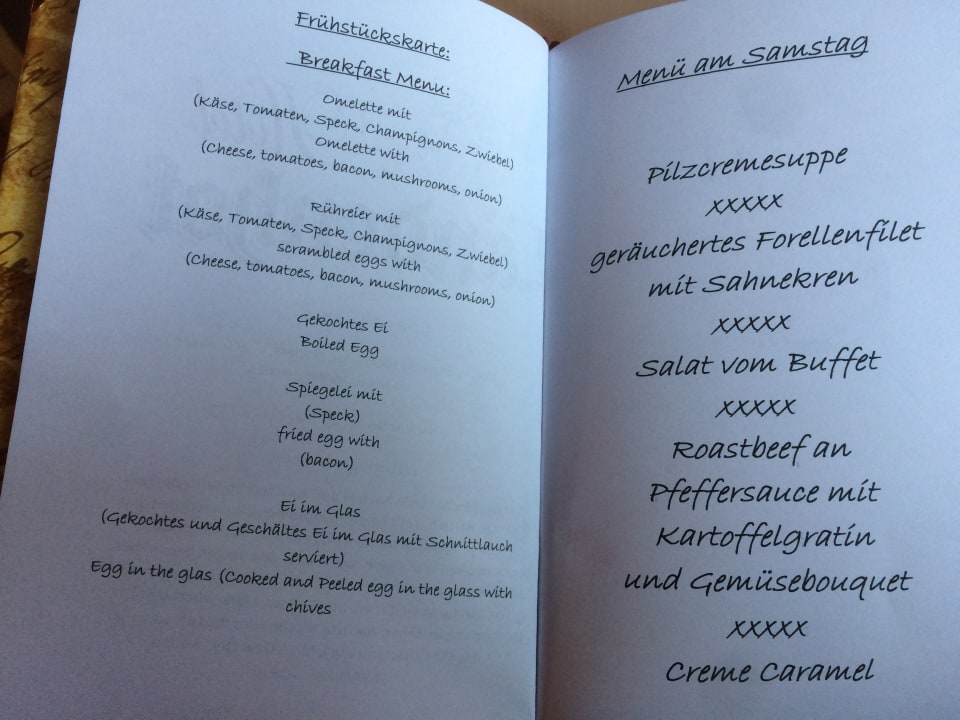 Frühstückskarte:
Breakfast Menu:
Omelette mit
(Käse, Tomaten, Speck, Champignons, Zwiebel)
Omelette with
(Cheese, tomatoes, bacon, mushrooms, onion)
Rühreier mit
(Käse, Tomaten, Speck, Champignons, Zwiebel)
scrambled eggs with
(Cheese, tomatoes, bacon, mushrooms, onion)
Gekochtes Ei
Boiled Egg
Spiegelei mit
(Speck)
fried egg with
(bacon)
Ei im Glas
(Gekochtes und Geschältes Ei im Glas mit Schnittlauch
serviert)
Egg in the glas (Cooked and Peeled egg in the glass with
chives
Menü am Samstag
Pilzcremesuppe
xxxxx
geräuchertes Forellenfilet
mit Sahnekren
xxxxx
Salat vom Buffet
xxxxx
Roastbeef an
Pfeffersauce mit
Kartoffelgratin
und Gemüsebouquet
xxxxx
Creme Caramel